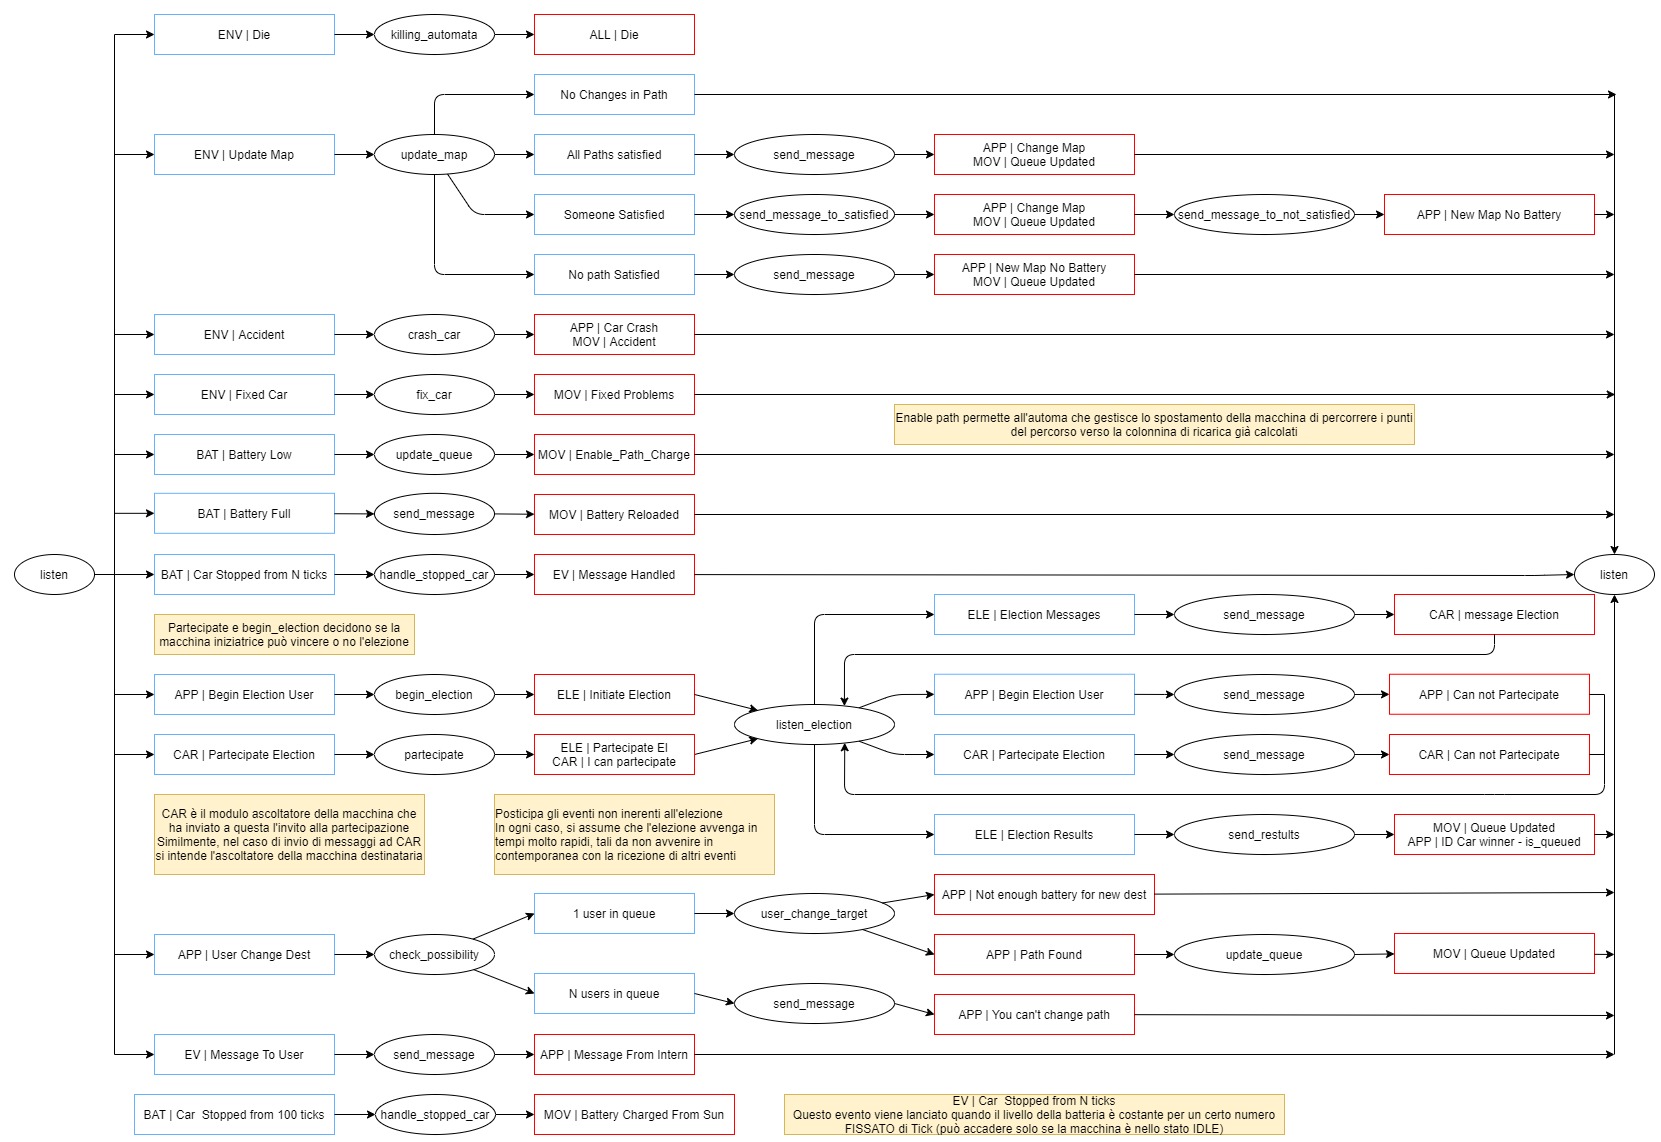 ENV | Die
killing_automata
ALL | Die
No Changes in Path
ENV | Update Map
update_map
All Paths satisfied
send_message
APP | Change Map
MOV | Queue Updated
Someone Satisfied
send_message_to_satisfied
APP | Change Map
MOV | Queue Updated
send_message_to_not_satisfied
APP | New Map No Battery
No path Satisfied
send_message
APP | New Map No Battery
MOV | Queue Updated
ENV | Accident
crash_car
APP | Car Crash
MOV | Accident
ENV | Fixed Car
fix_car
MOV | Fixed Problems
Enable path permette all'automa che gestisce lo spostamento della macchina di percorrere i punti
del percorso verso la colonnina di ricarica già calcolati
BAT | Battery Low
update_queue
MOV | Enable_Path_Charge
BAT | Battery Full
send_message
MOV | Battery Reloaded
listen
BAT | Car Stopped from N ticks
handle_stopped_car
EV | Message Handled
listen
Partecipate e begin_election decidono se la
macchina iniziatrice può vincere o no l'elezione
ELE | Election Messages
send_message
CAR | message Election
APP | Begin Election User
begin_election
ELE | Initiate Election
listen_election
APP | Begin Election User
send_message
APP | Can not Partecipate
CAR | Partecipate Election
partecipate
ELE | Partecipate El
CAR | I can partecipate
CAR | Partecipate Election
send_message
CAR | Can not Partecipate
CAR è il modulo ascoltatore della macchina che
ha inviato a questa l'invito alla partecipazione
Similmente, nel caso di invio di messaggi ad CAR
si intende l'ascoltatore della macchina destinataria
Posticipa gli eventi non inerenti all'elezione
In ogni caso, si assume che l'elezione avvenga in
tempi molto rapidi, tali da non avvenire in
contemporanea con la ricezione di altri eventi
ELE | Election Results
send_restults
MOV | Queue Updated
APP | ID Car winner - is_queued
1 user in queue
user_change_target
APP | Not enough battery for new dest
APP | User Change Dest
check_possibility
APP | Path Found
update_queue
MOV | Queue Updated
N users in queue
send_message
APP | You can't change path
EV | Message To User
send_message
APP | Message From Intern
BAT | Car  Stopped from 100 ticks
handle_stopped_car
MOV | Battery Charged From Sun
EV | Car  Stopped from N ticks
Questo evento viene lanciato quando il livello della batteria è costante per un certo numero
FISSATO di Tick (può accadere solo se la macchina è nello stato IDLE)